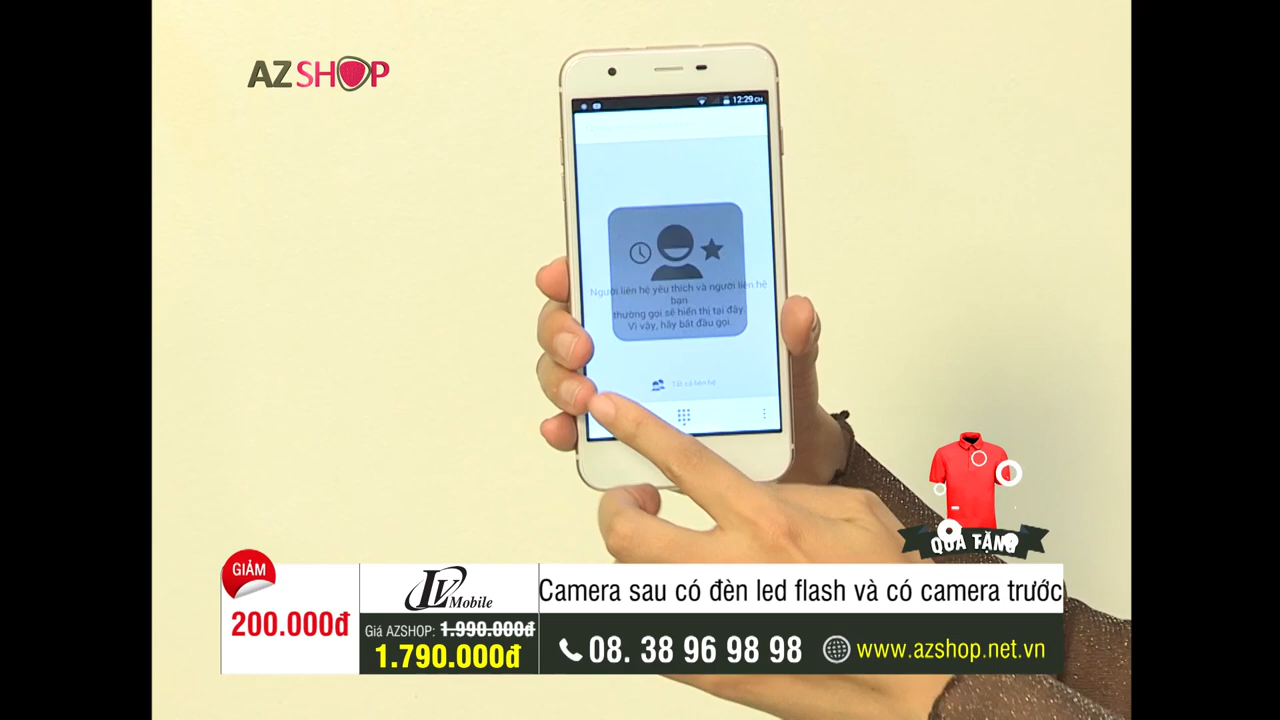 AZ SHOP
12:29CH
Người liên hệ yêu thích và người liên hệ
bạn
thường gọi sẽ hiển thị tại đây.
Vì vậy, hãy bắt đầu gọi.
Tất cả liên hệ
QUÀ TẶNG
GIẢM
200.000đ
LV Mobile
Giá AZSHOP: 1.990.000đ
1.790.000đ
Camera sau có đèn led flash và có camera trước
08. 38 96 98 98
www.azshop.net.vn